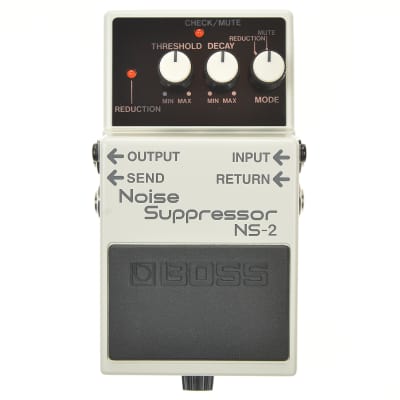 CHECK/MUTE
THRESHOLD DECAY
REDUCTION
MUTE
MIN MAX MIN MAX
MODE
REDUCTION
OUTPUT INPUT
SEND RETURN
Noise
Suppressor
NS-2
BOSS